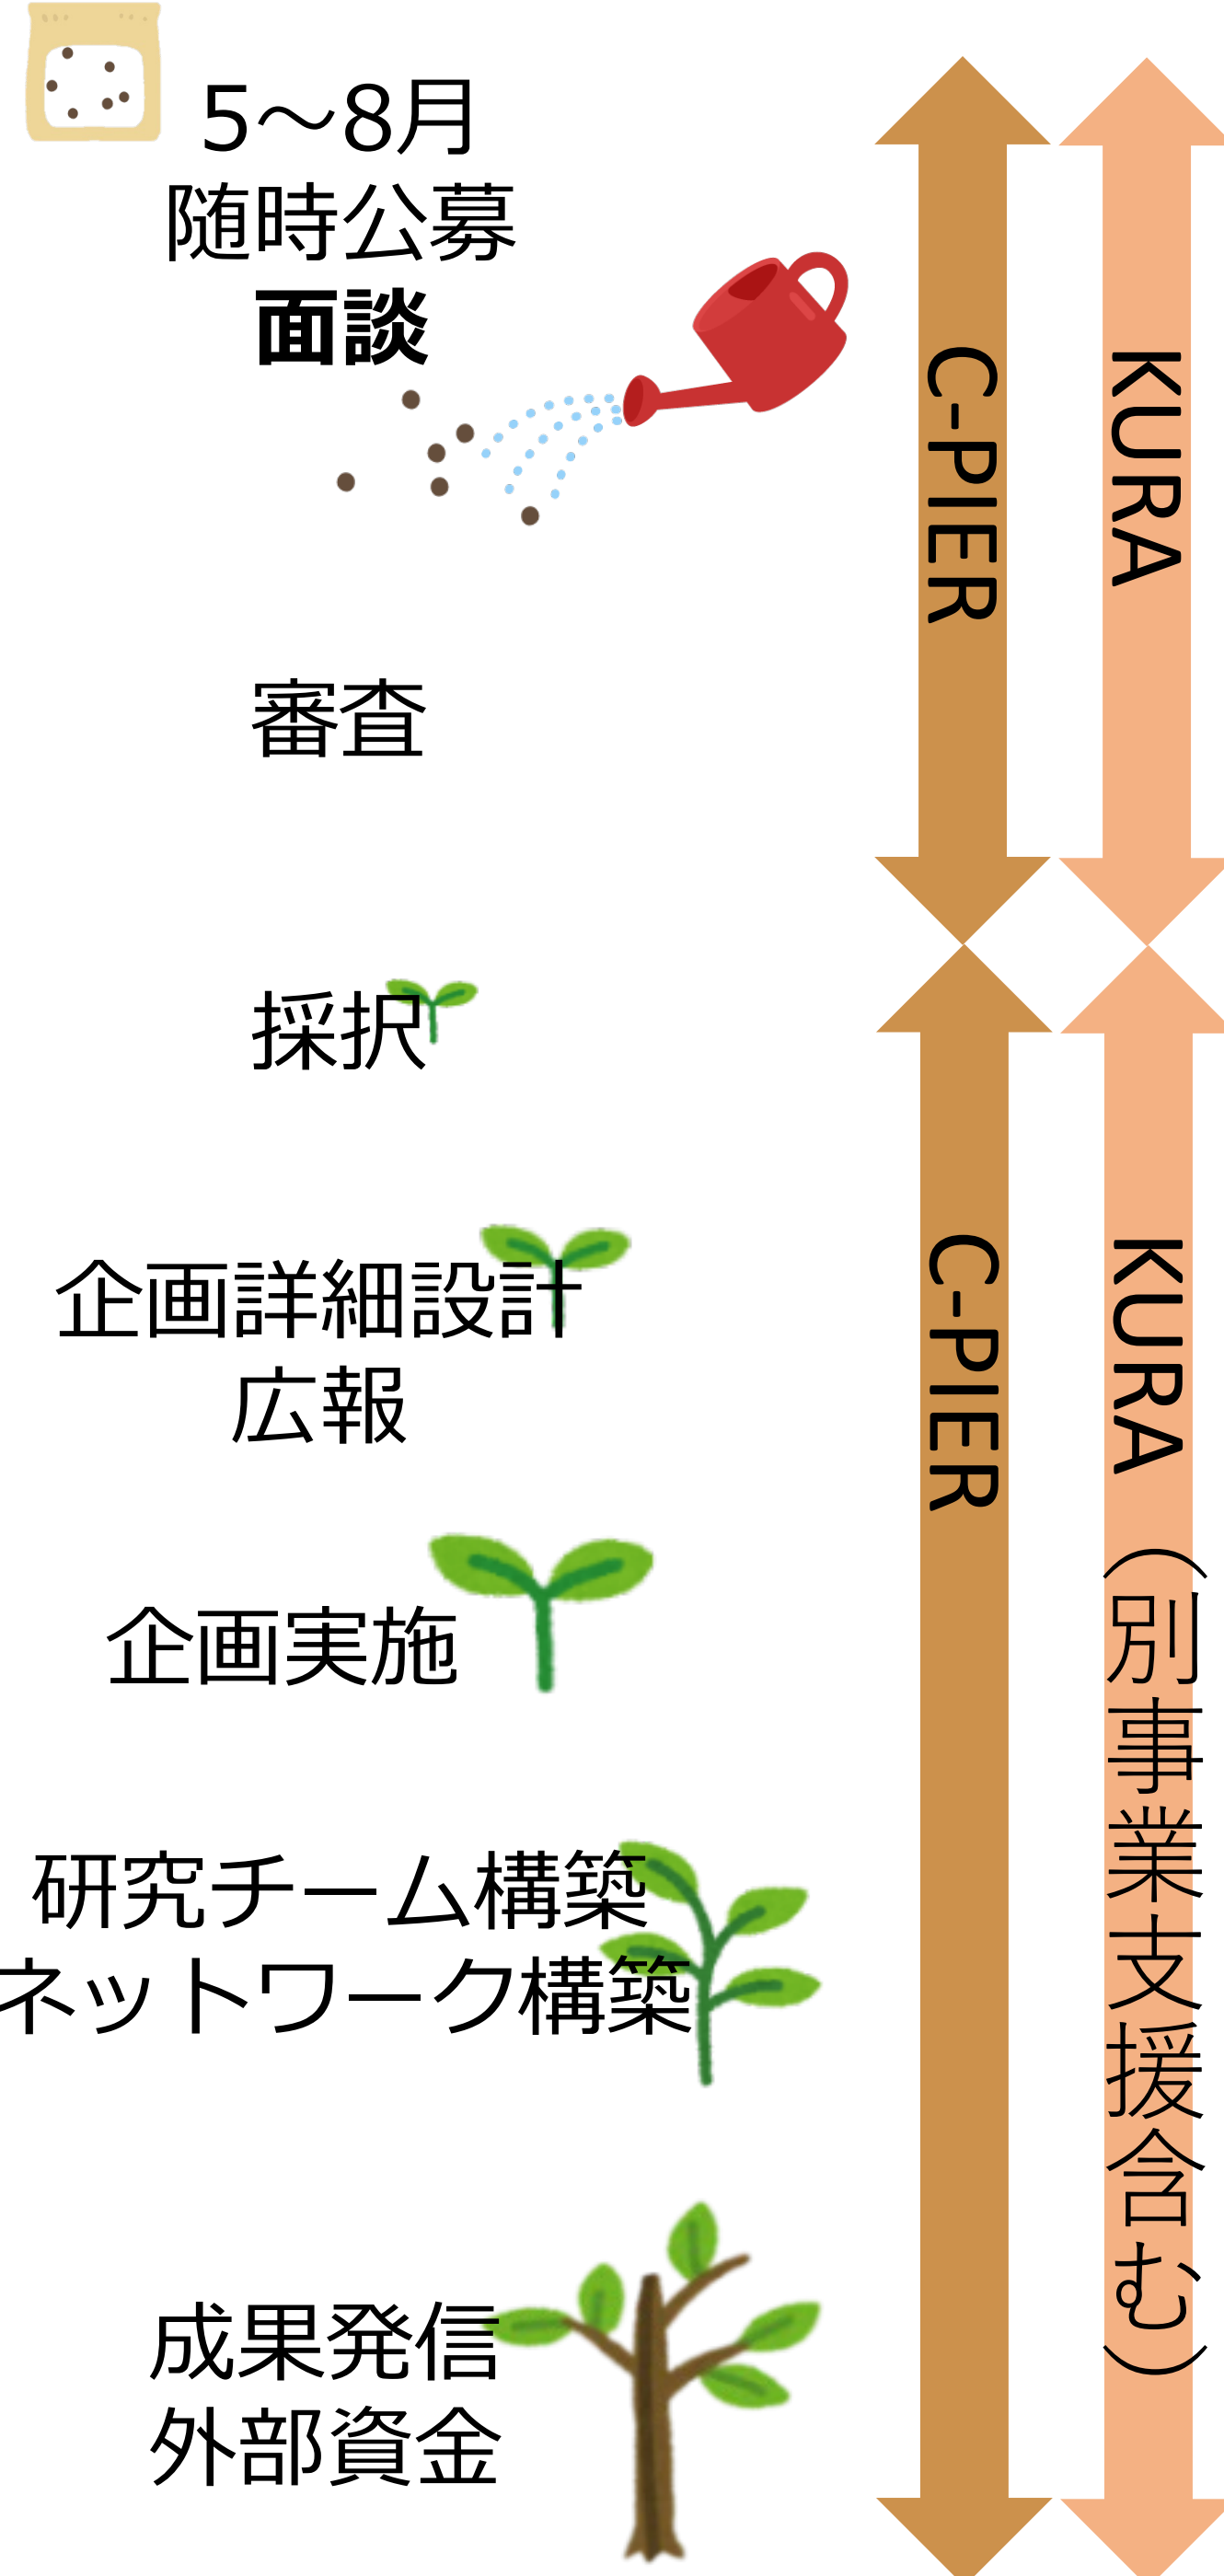 5～8月
随時公募
面談
審査
採択
企画詳細設計
広報
企画実施
研究チーム構築
ネットワーク構築
成果発信
外部資金
C-PIER
KURA
C-PIER
KURA（別事業支援含む）